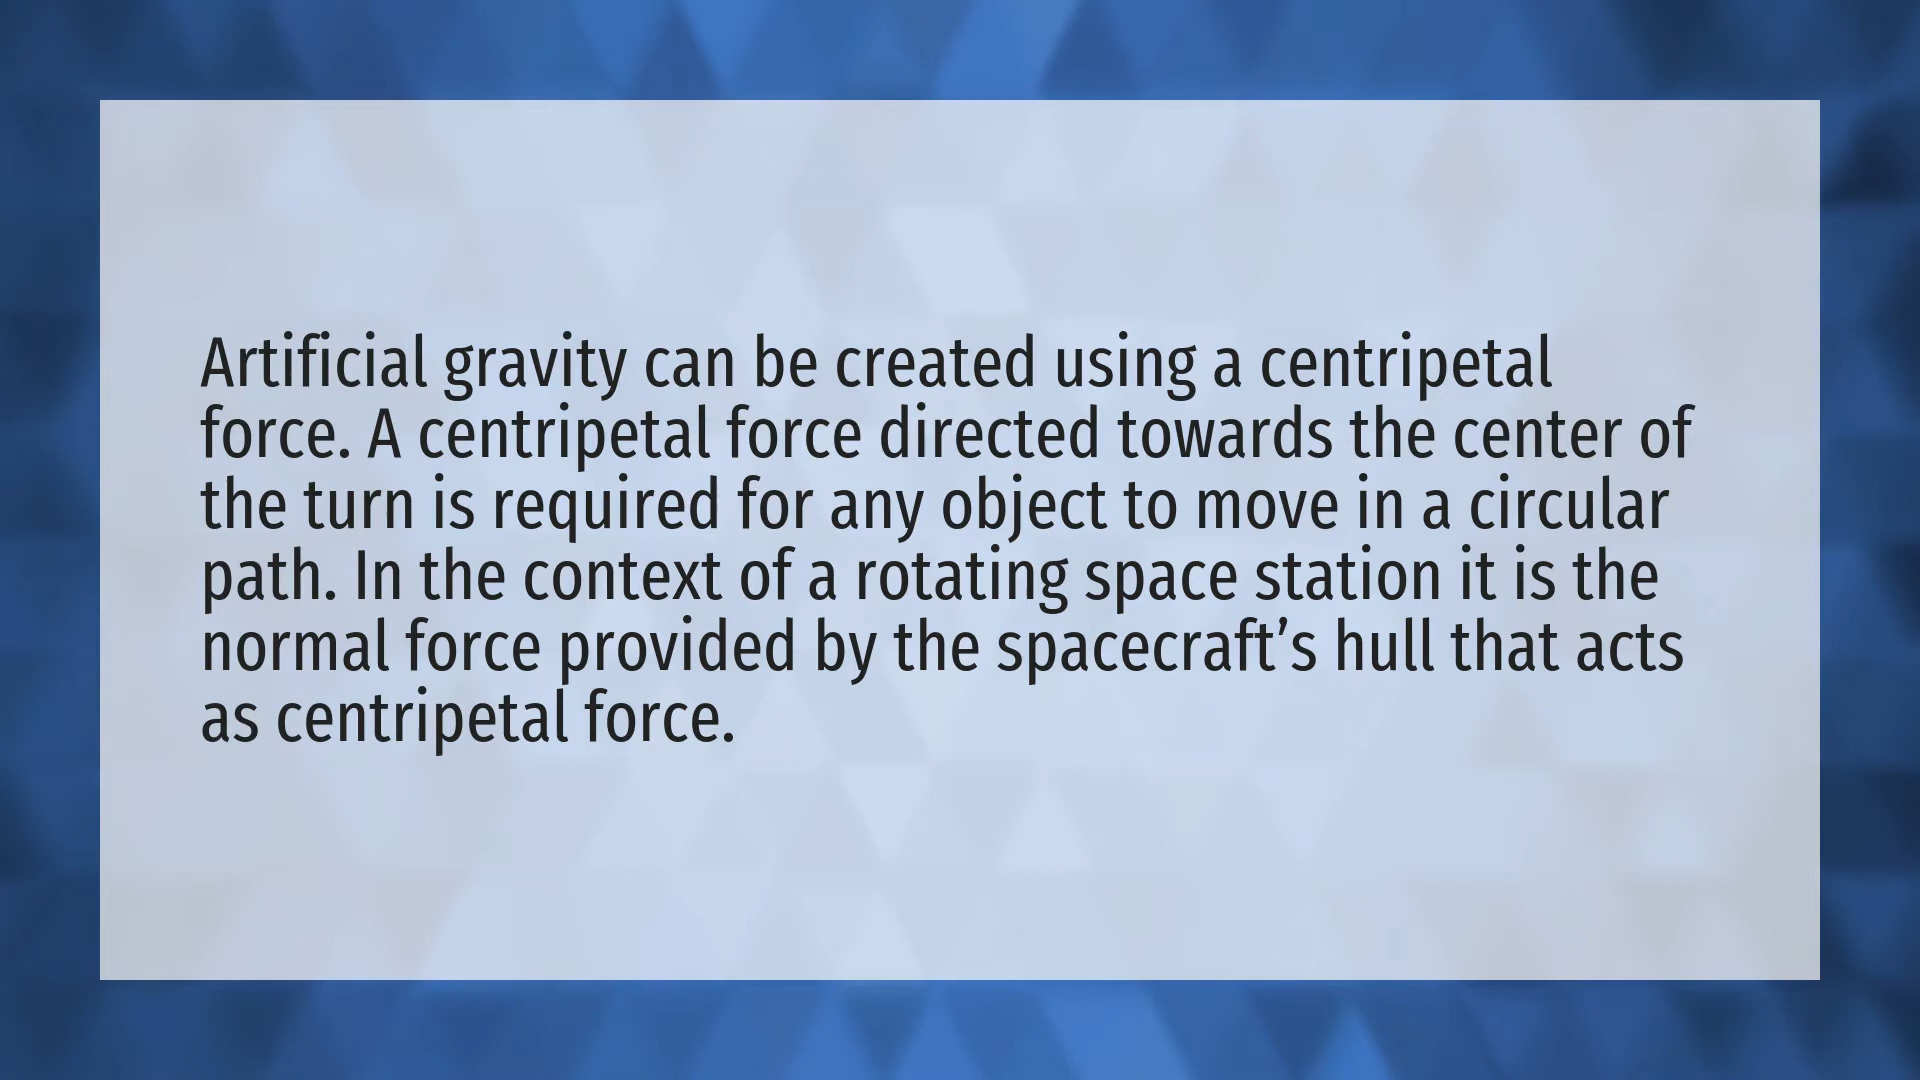 Artificial gravity can be created using a centripetal
force. A centripetal force directed towards the center of
the turn is required for any object to move in a circular
path. In the context of a rotating space station it is the
normal force provided by the spacecraft’s hull that acts
as centripetal force.